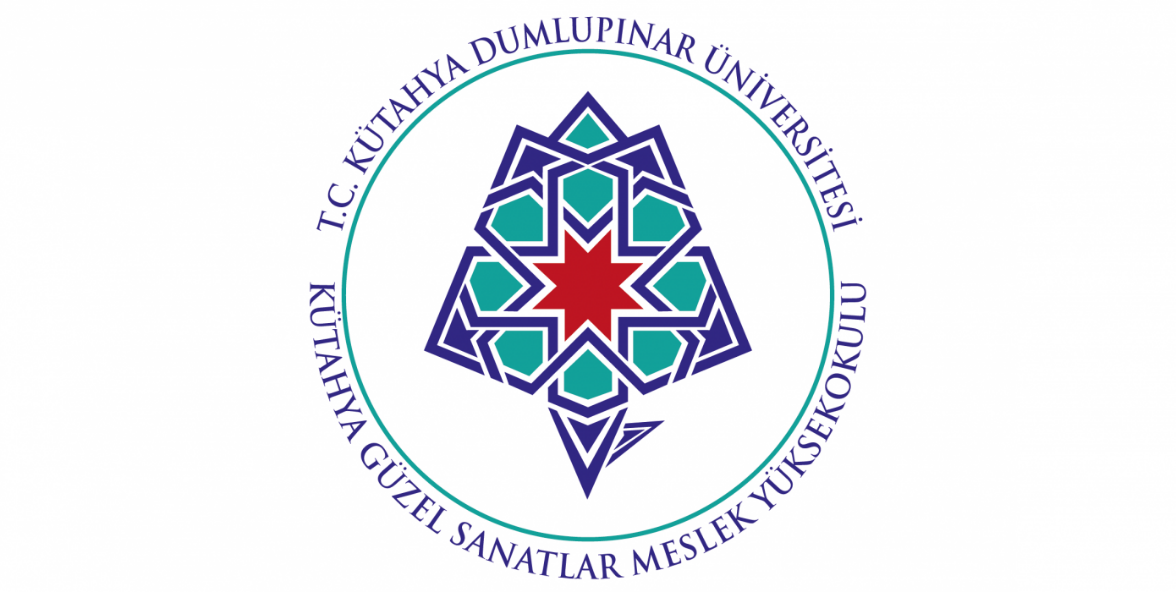 T.C. KÜTAHYA DUMLUPINAR ÜNİVERSİTESİ
KÜTAHYA GÜZEL SANATLAR MESLEK YÜKSEKOKULU